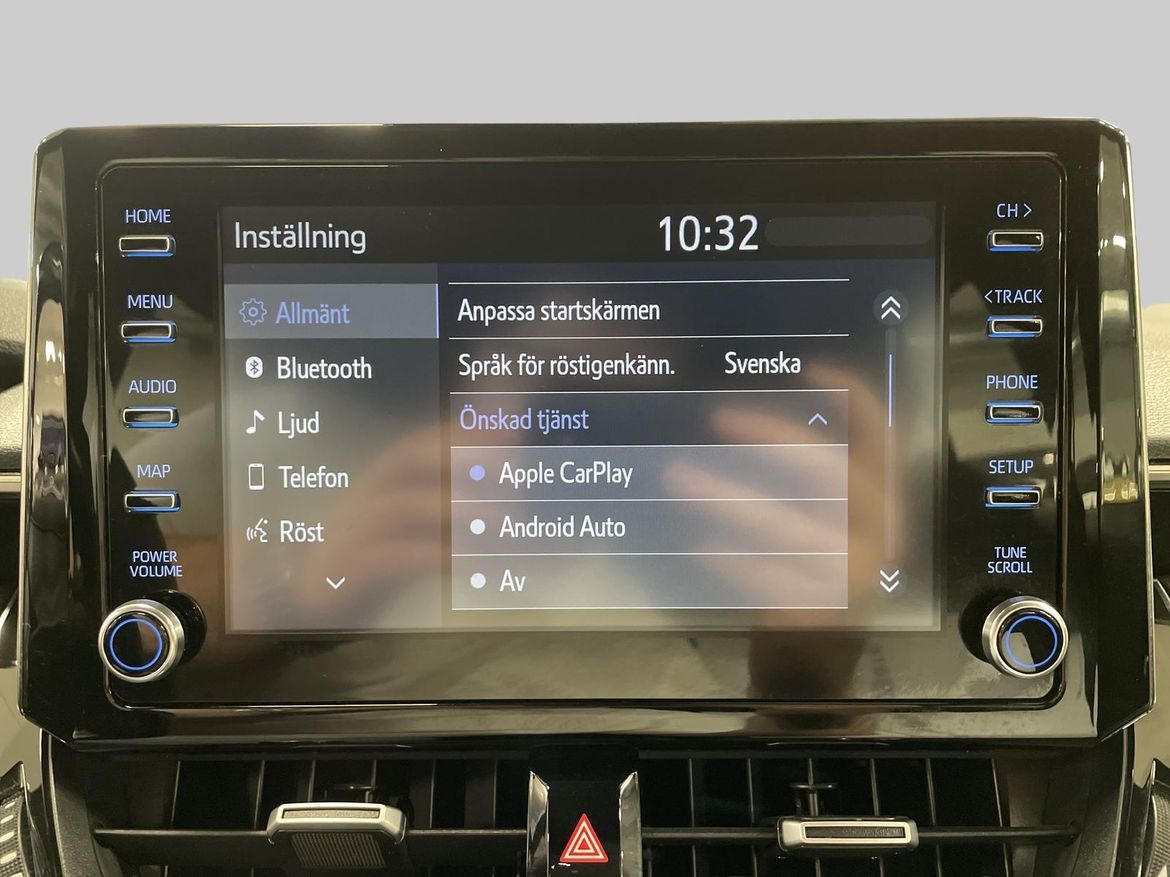 HOME
MENU
AUDIO
MAP
POWER
VOLUME
Inställning
10:32
Allmänt
Bluetooth
Ljud
Telefon
Röst
Anpassa startskärmen
Språk för röstigenkänn. Svenska
Önskad tjänst
Apple CarPlay
Android Auto
Av
CH >
<TRACK
PHONE
SETUP
TUNE
SCROLL